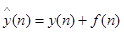 ŷ(n) = y(n) + f(n)